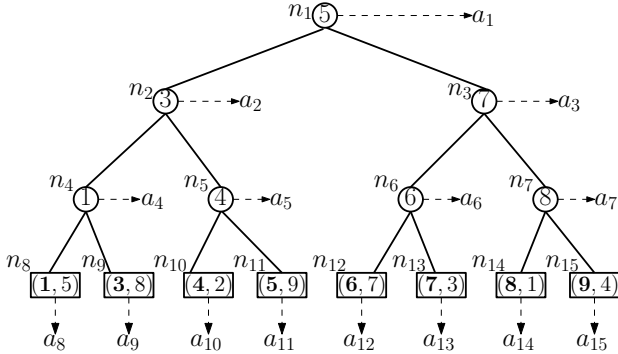 n₁ 5 a₁
n₂ 3 a₂ n₃ 7 a₃
n₄ 1 a₄ n₅ 4 a₅ n₆ 6 a₆ n₇ 8 a₇
n₈ n₉ n₁₀ n₁₁ n₁₂ n₁₃ n₁₄ n₁₅
(1, 5) (3, 8) (4, 2) (5, 9) (6, 7) (7, 3) (8, 1) (9, 4)
a₈ a₉ a₁₀ a₁₁ a₁₂ a₁₃ a₁₄ a₁₅